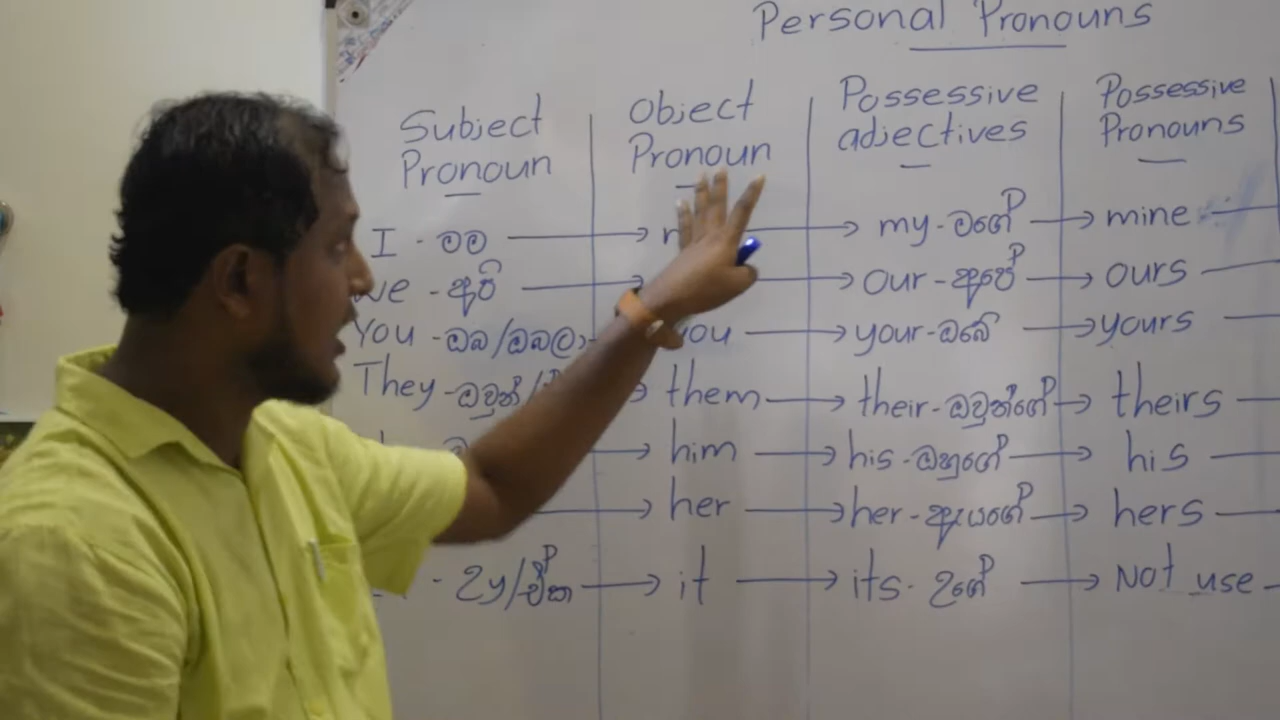 Personal Pronouns
Subject Pronoun | Object Pronoun | Possessive adjectives | Possessive Pronouns
I - මම → → my - මගේ → mine
we - අපි → → our - අපේ → ours
You - ඔබ/ඔබලා you → your - ඔබේ → yours
They - ඔවුන්/ → them → their - ඔවුන්ගේ → theirs
→ him → his - ඔහුගේ → his
→ her → her - ඇයගේ → hers
- ඌ/ඒක → it → its - උගේ → Not use